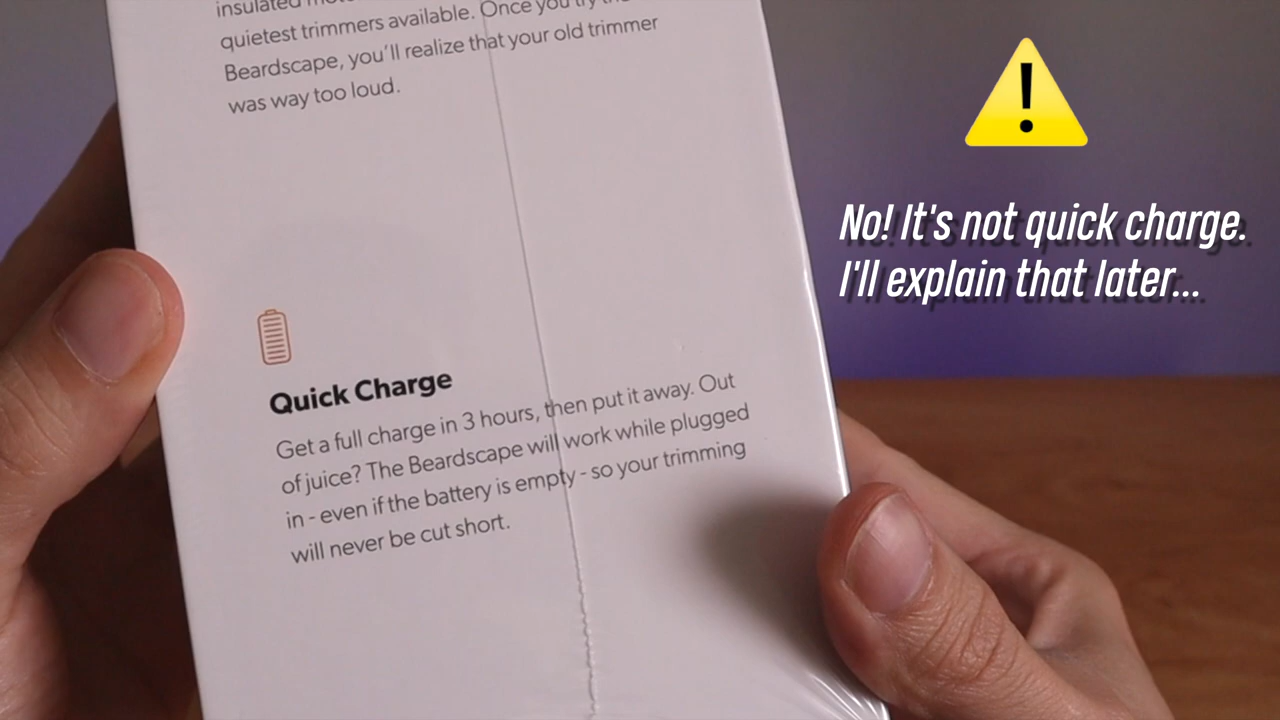 insulated
quietest trimmers available. Once you try the
Beardscape, you'll realize that your old trimmer
was way too loud.
Quick Charge
Get a full charge in 3 hours, then put it away. Out
of juice? The Beardscape will work while plugged
in - even if the battery is empty - so your trimming
will never be cut short.
No! It's not quick charge.
I'll explain that later...